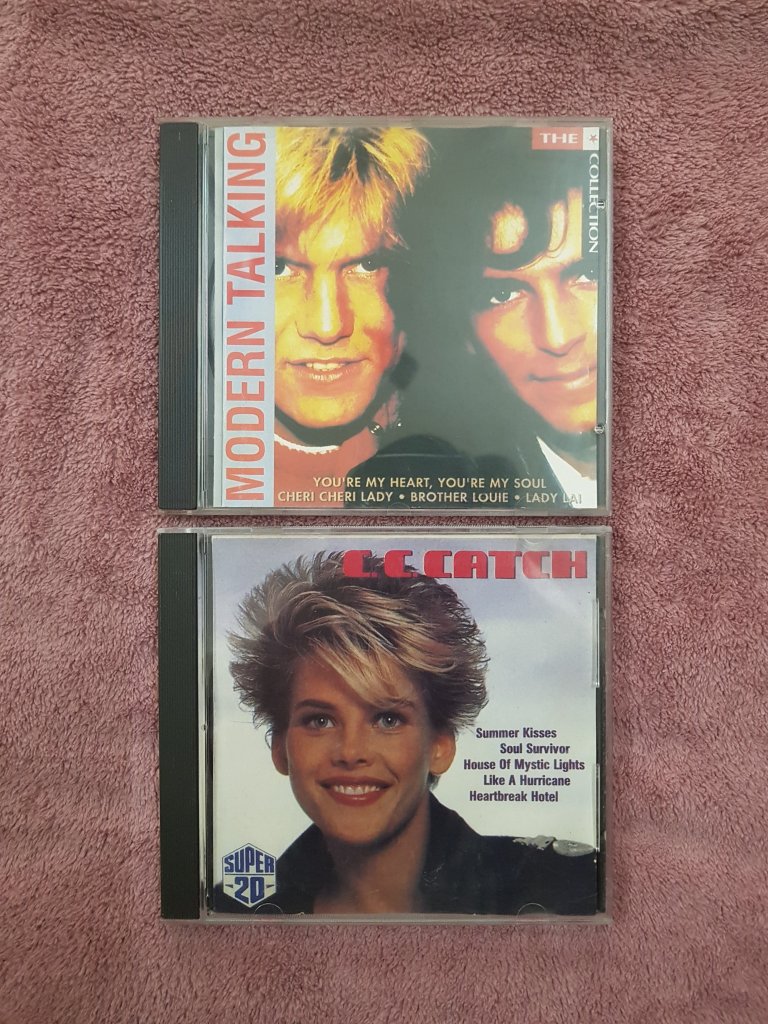 MODERN TALKING
THE
COLLECTION
YOU'RE MY HEART, YOU'RE MY SOUL
CHERI CHERI LADY • BROTHER LOUIE • LADY LAI
C.C.CATCH
Summer Kisses
Soul Survivor
House Of Mystic Lights
Like A Hurricane
Heartbreak Hotel
SUPER
20